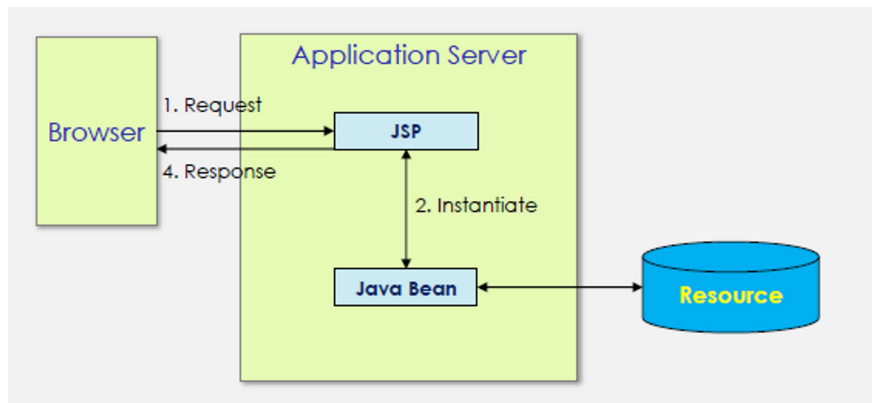 Application Server
1. Request
Browser
JSP
4. Response
2. Instantiate
Java Bean
Resource